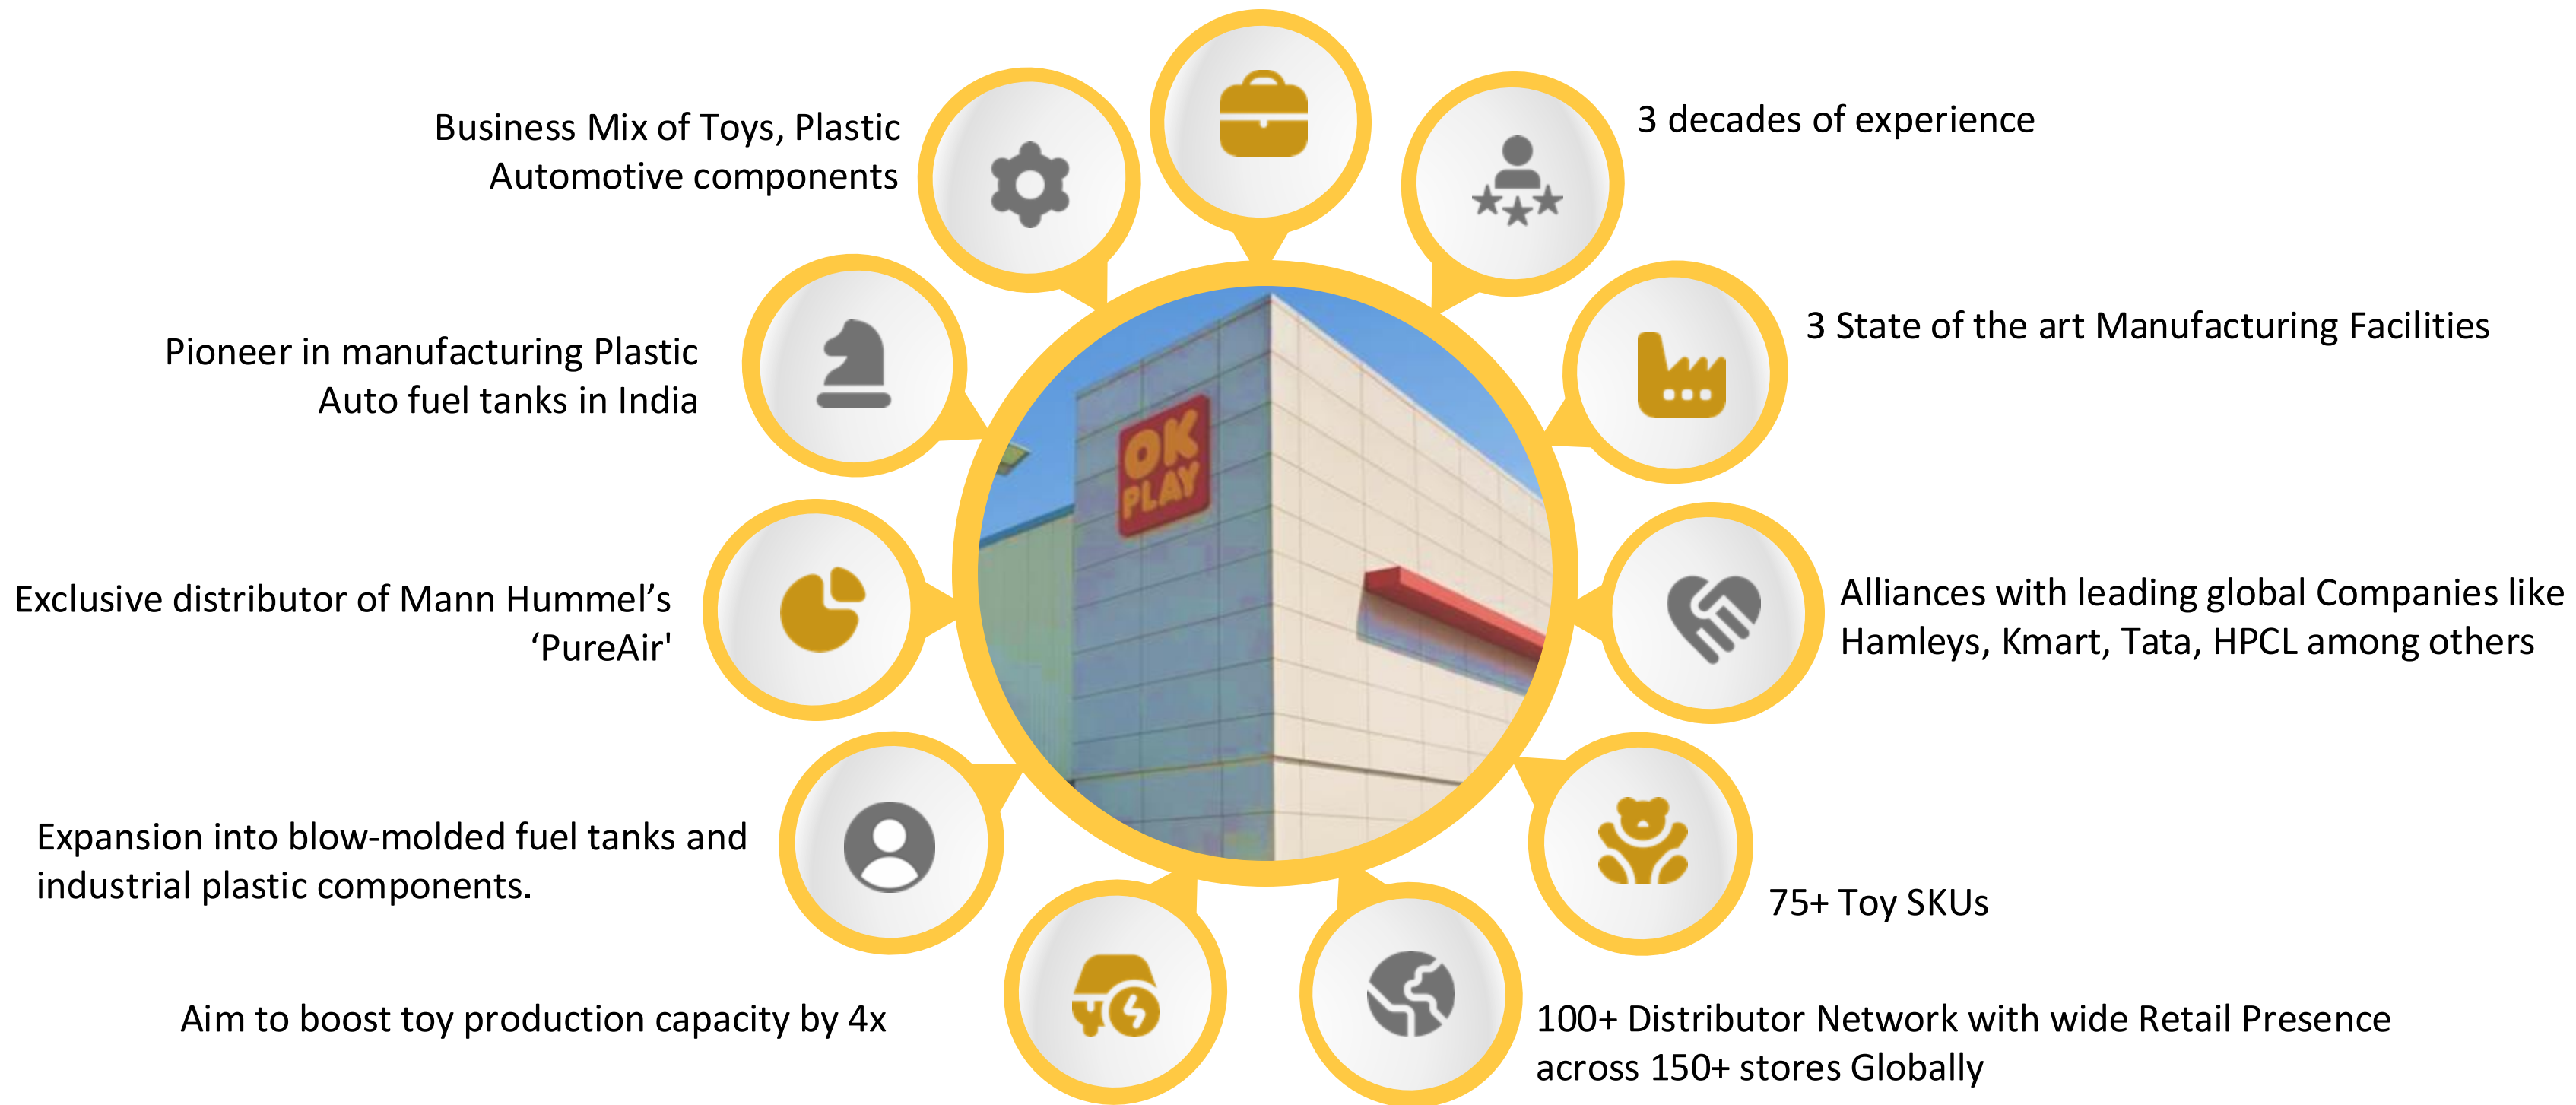 Business Mix of Toys, Plastic
Automotive components
3 decades of experience
Pioneer in manufacturing Plastic
Auto fuel tanks in India
3 State of the art Manufacturing Facilities
OK
PLAY
Exclusive distributor of Mann Hummel’s
‘PureAir'
Alliances with leading global Companies like
Hamleys, Kmart, Tata, HPCL among others
Expansion into blow-molded fuel tanks and
industrial plastic components.
75+ Toy SKUs
Aim to boost toy production capacity by 4x
100+ Distributor Network with wide Retail Presence
across 150+ stores Globally